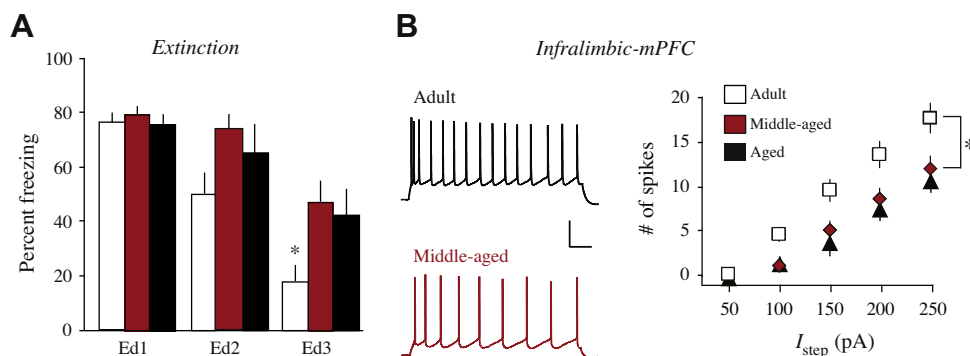 A
Extinction
Percent freezing
100
80
60
40
20
0
*
Ed1
Ed2
Ed3
B
Infralimbic-mPFC
Adult
Middle-aged
# of spikes
20
15
10
5
0
Adult
Middle-aged
Aged
*
50
100
150
200
250
Istep (pA)